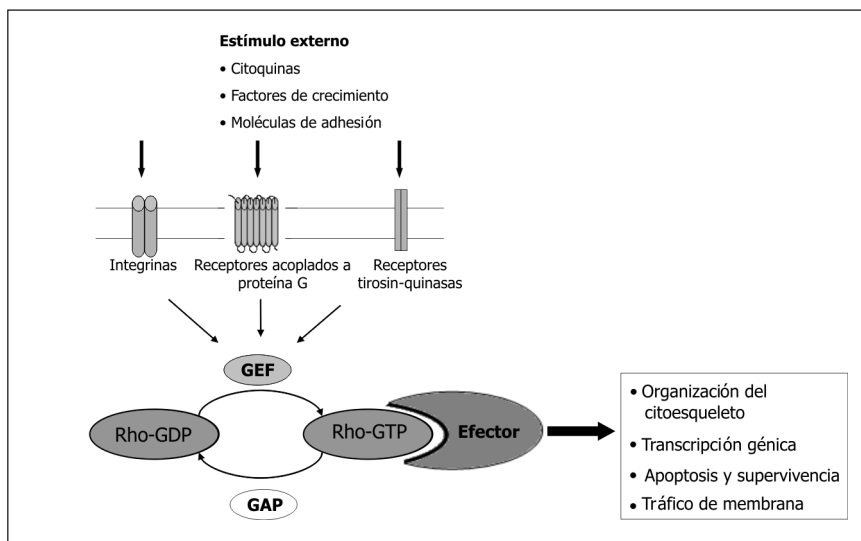 Estímulo externo
• Citoquinas
• Factores de crecimiento
• Moléculas de adhesión
Integrinas
Receptores acoplados a
proteína G
Receptores
tirosin-quinasas
GEF
Rho-GDP
Rho-GTP
Efector
GAP
• Organización del
citoesqueleto
• Transcripción génica
• Apoptosis y supervivencia
• Tráfico de membrana